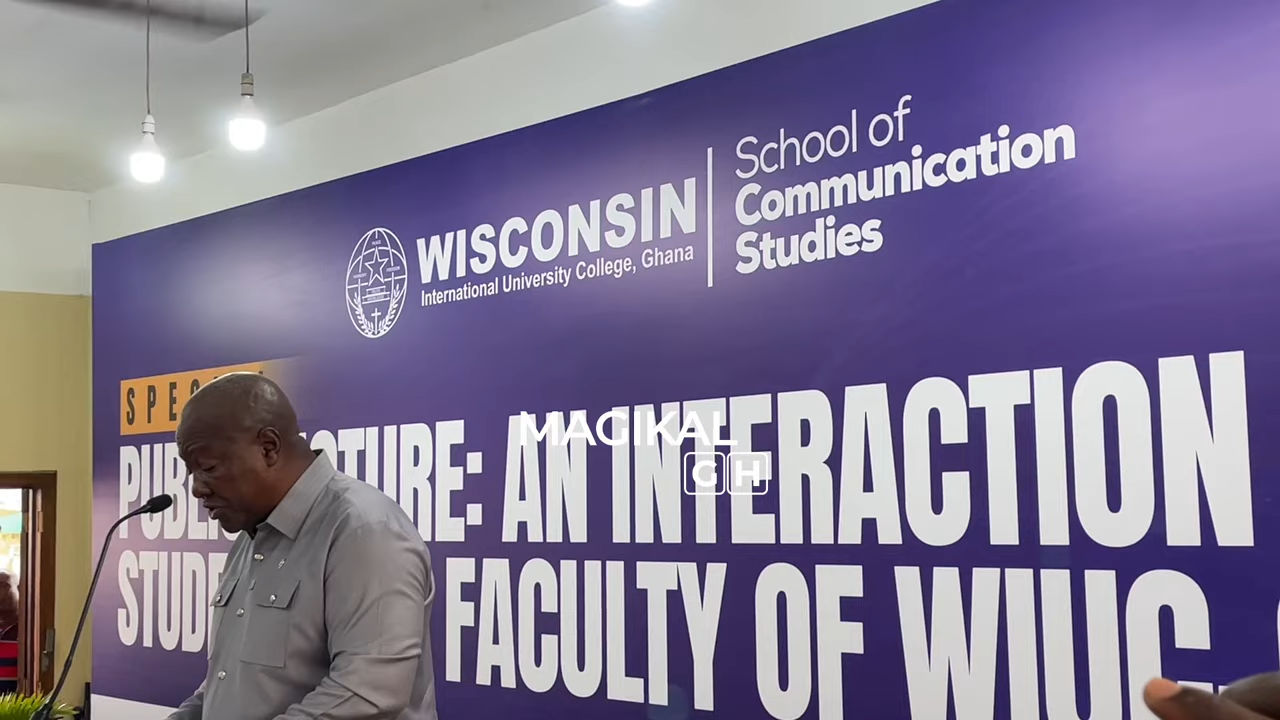 WISCONSIN
International University College, Ghana
School of
Communication
Studies
MAGIKAL
GH
AN INTERACTION
FACULTY OF WIUC